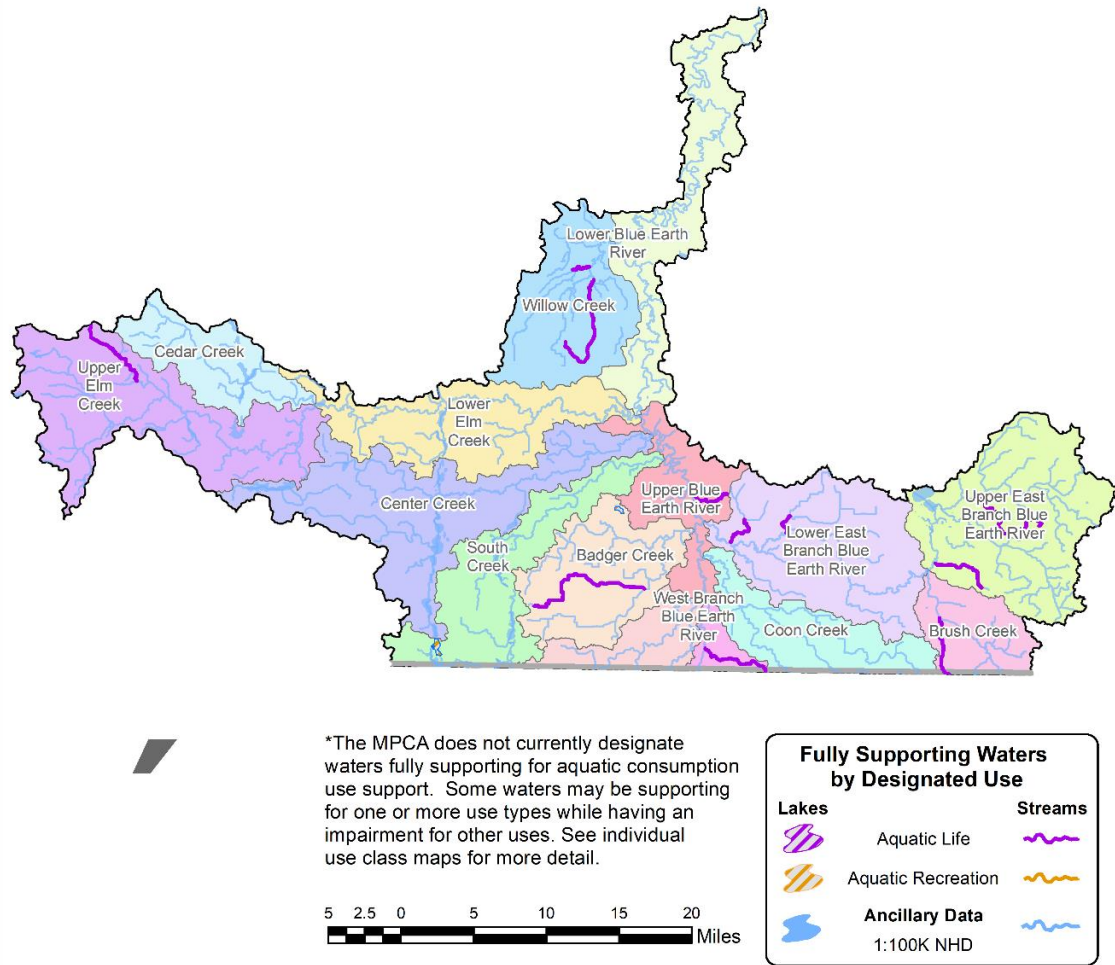 Lower Blue Earth
River
Willow Creek
Cedar Creek
Upper
Elm
Creek
Lower
Elm
Creek
Center Creek
Upper Blue
Earth River
Upper East
Branch Blue
Earth River
Lower East
Branch Blue
Earth River
South
Creek
Badger Creek
West Branch
Blue Earth
River
Coon Creek
Brush Creek
*The MPCA does not currently designate
waters fully supporting for aquatic consumption
use support. Some waters may be supporting
for one or more use types while having an
impairment for other uses. See individual
use class maps for more detail.
5 2.5 0 5 10 15 20
Miles
Fully Supporting Waters
by Designated Use
Lakes Streams
Aquatic Life
Aquatic Recreation
Ancillary Data
1:100K NHD